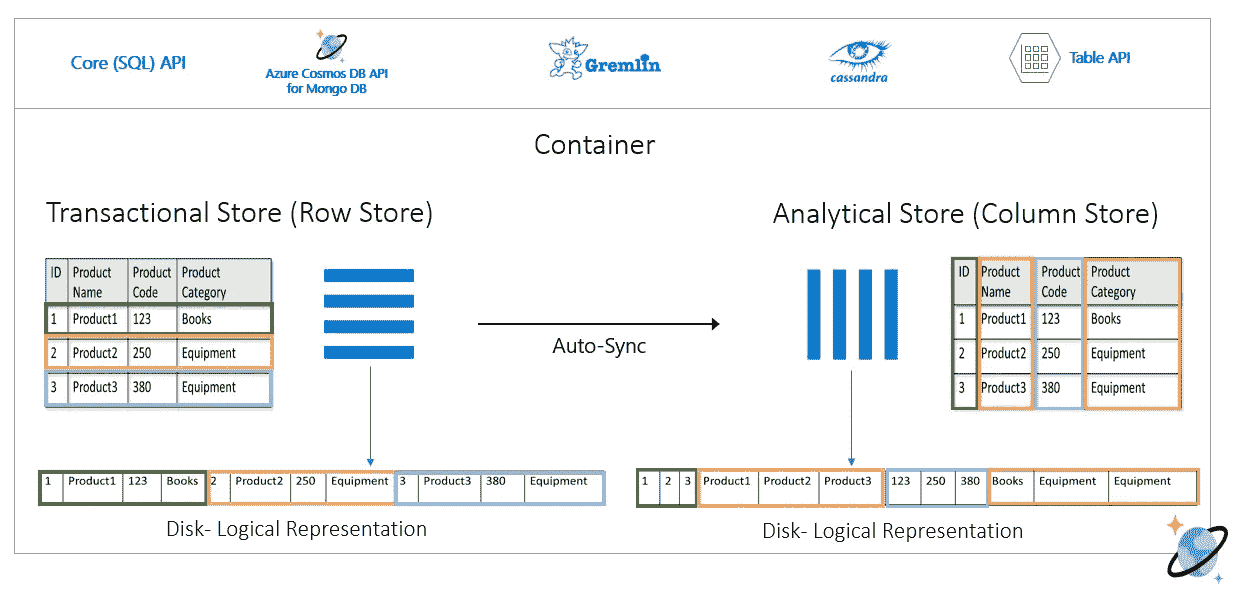 Core (SQL) API
Azure Cosmos DB API
for Mongo DB
Gremlin
cassandra
Table API
Container
Transactional Store (Row Store)
ID Product Name Product Code Product Category
1 Product1 123 Books
2 Product2 250 Equipment
3 Product3 380 Equipment
Auto-Sync
Analytical Store (Column Store)
ID Product Name Product Code Product Category
1 Product1 123 Books
2 Product2 250 Equipment
3 Product3 380 Equipment
1 Product1 123 Books 2 Product2 250 Equipment 3 Product3 380 Equipment
Disk- Logical Representation
1 2 3 Product1 Product2 Product3 123 250 380 Books Equipment Equipment
Disk- Logical Representation